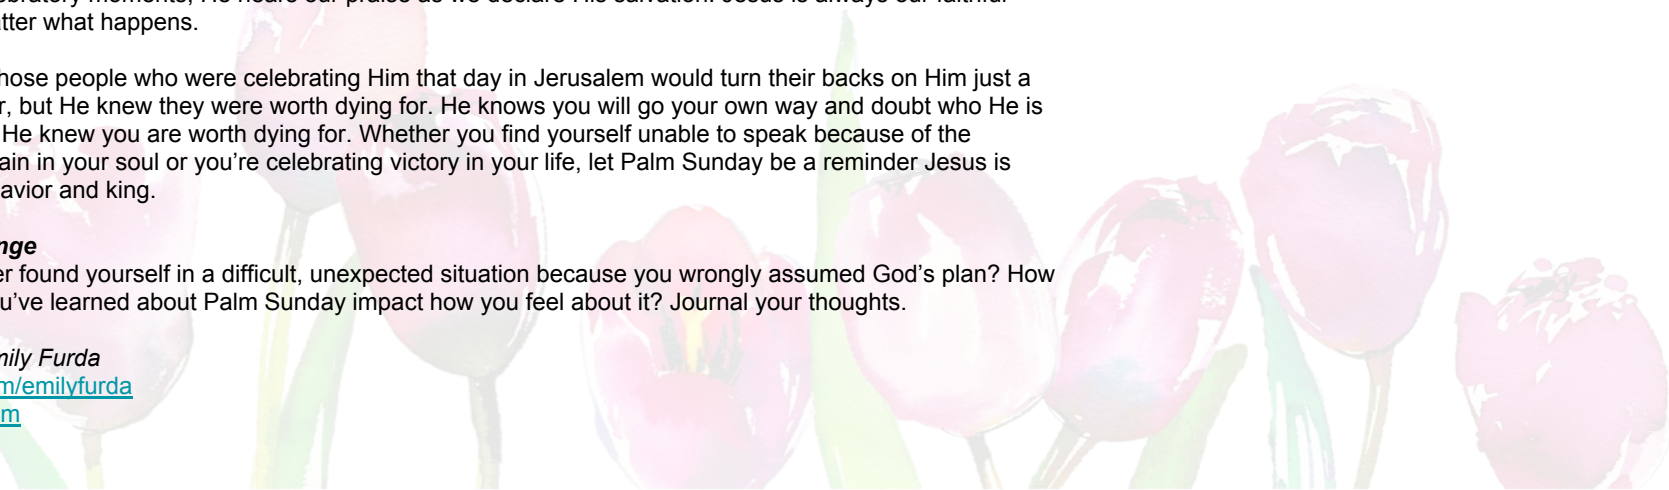 atter what happens.
hose people who were celebrating Him that day in Jerusalem would turn their backs on Him just a
r, but He knew they were worth dying for. He knows you will go your own way and doubt who He is
He knew you are worth dying for. Whether you find yourself unable to speak because of the
ain in your soul or you’re celebrating victory in your life, let Palm Sunday be a reminder Jesus is
avior and king.
nge
er found yourself in a difficult, unexpected situation because you wrongly assumed God’s plan? How
u’ve learned about Palm Sunday impact how you feel about it? Journal your thoughts.
mily Furda
m/emilyfurda
m